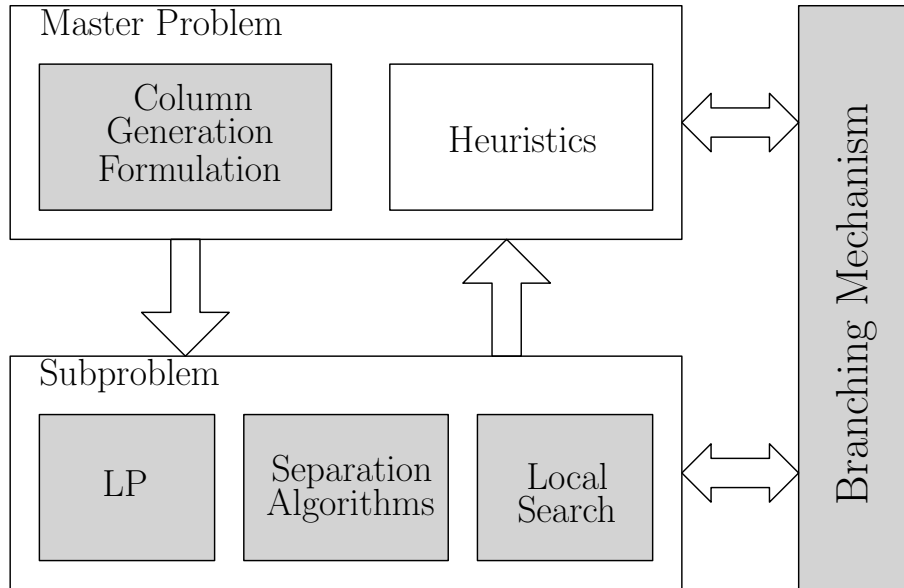 Master Problem
Column
Generation
Formulation
Heuristics
Subproblem
LP
Separation
Algorithms
Local
Search
Branching Mechanism